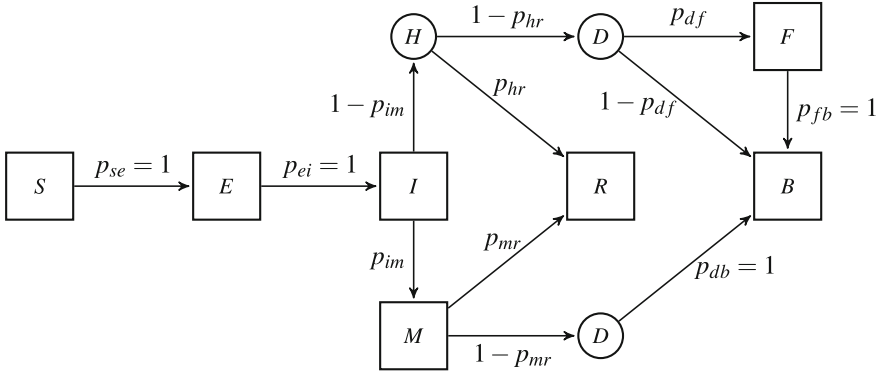 1 − p_hr
p_df
H
D
F
1 − p_im
p_hr
1 − p_df
p_fb = 1
p_se = 1
p_ei = 1
S
E
I
R
B
p_im
p_mr
p_db = 1
M
D
1 − p_mr